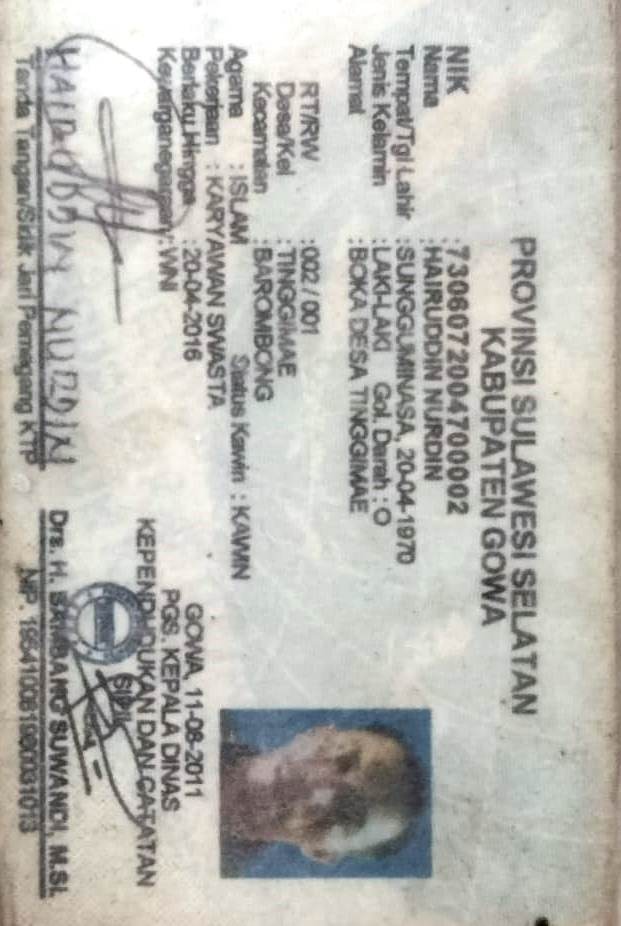 PROVINSI SULAWESI SELATAN
KABUPATEN GOWA
NIK : 7306072004700002
Nama : HAIRUDDIN NURDIN
Tempat/Tgl Lahir : SUNGGUMINASA, 20-04-1970
Jenis Kelamin : LAKI-LAKI Gol. Darah : O
Alamat : BOKA DESA TINGGIMAE
RT/RW : 002 / 001
Desa/Kel : TINGGIMAE
Kecamatan : BAROMBONG
Agama : ISLAM Status Kawin : KAWIN
Pekerjaan : KARYAWAN SWASTA
Berlaku Hingga : 20-04-2016
Kewarganegaraan : WNI
GOWA, 11-08-2011
PGS. KEPALA DINAS
KEPENDUDUKAN DAN CATATAN
SIPIL
HAIRUDDIN NURDIN
Tanda Tangan/Sidik Jari Pemegang KTP
Drs. H. BAMBANG SUWANDI, M.SI.
NIP.